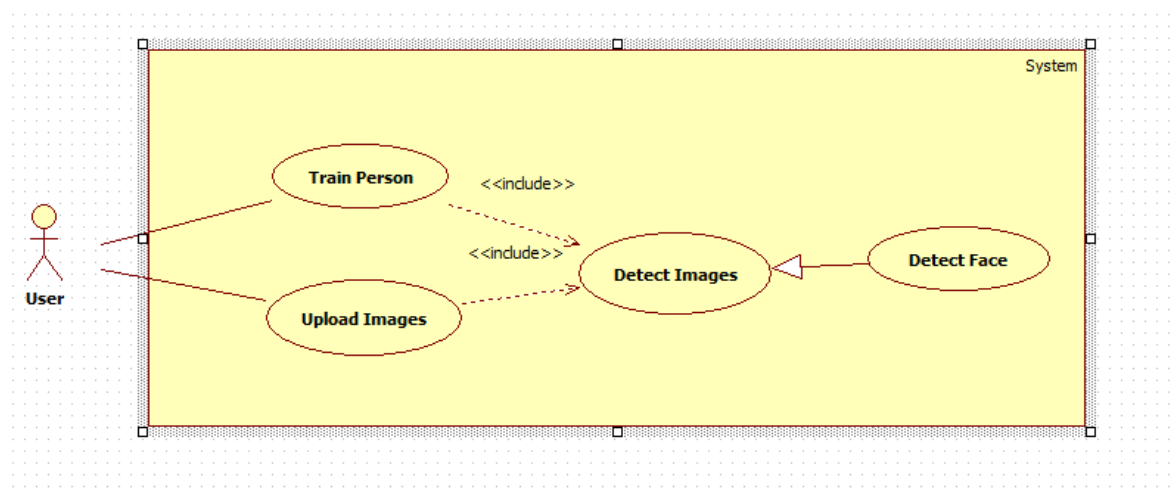 System
Train Person
<<include>>
<<include>>
Detect Images
Detect Face
User
Upload Images